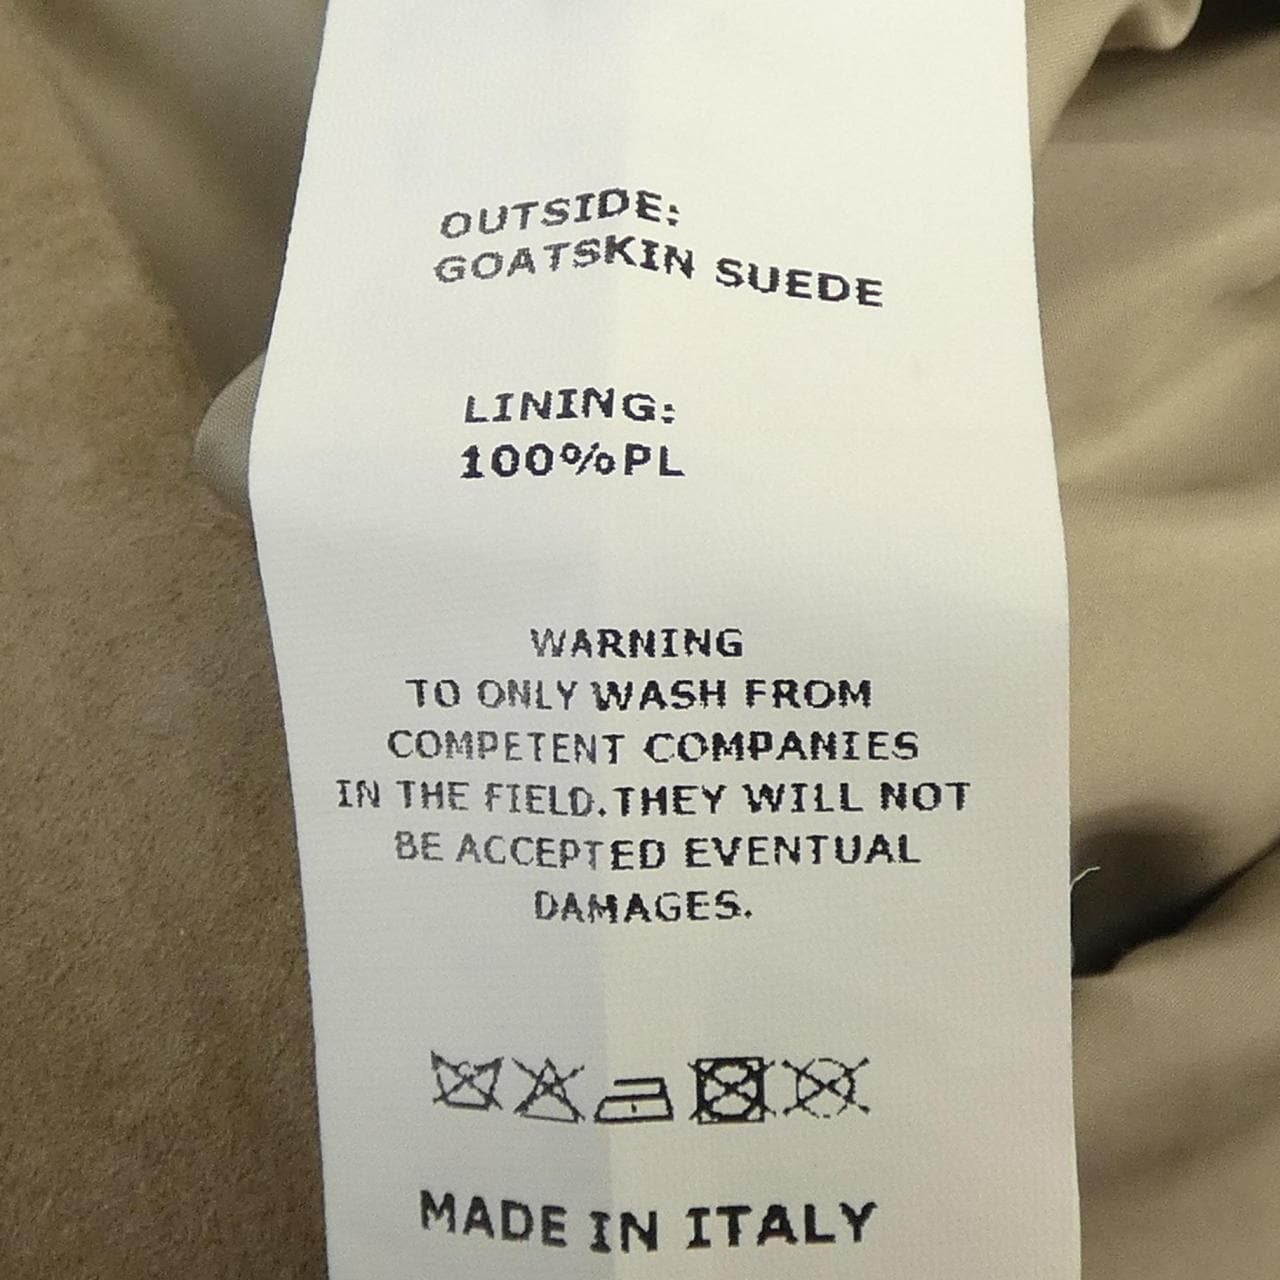 OUTSIDE:
GOATSKIN SUEDE
LINING:
100%PL
WARNING
TO ONLY WASH FROM
COMPETENT COMPANIES
IN THE FIELD.THEY WILL NOT
BE ACCEPTED EVENTUAL
DAMAGES.
MADE IN ITALY